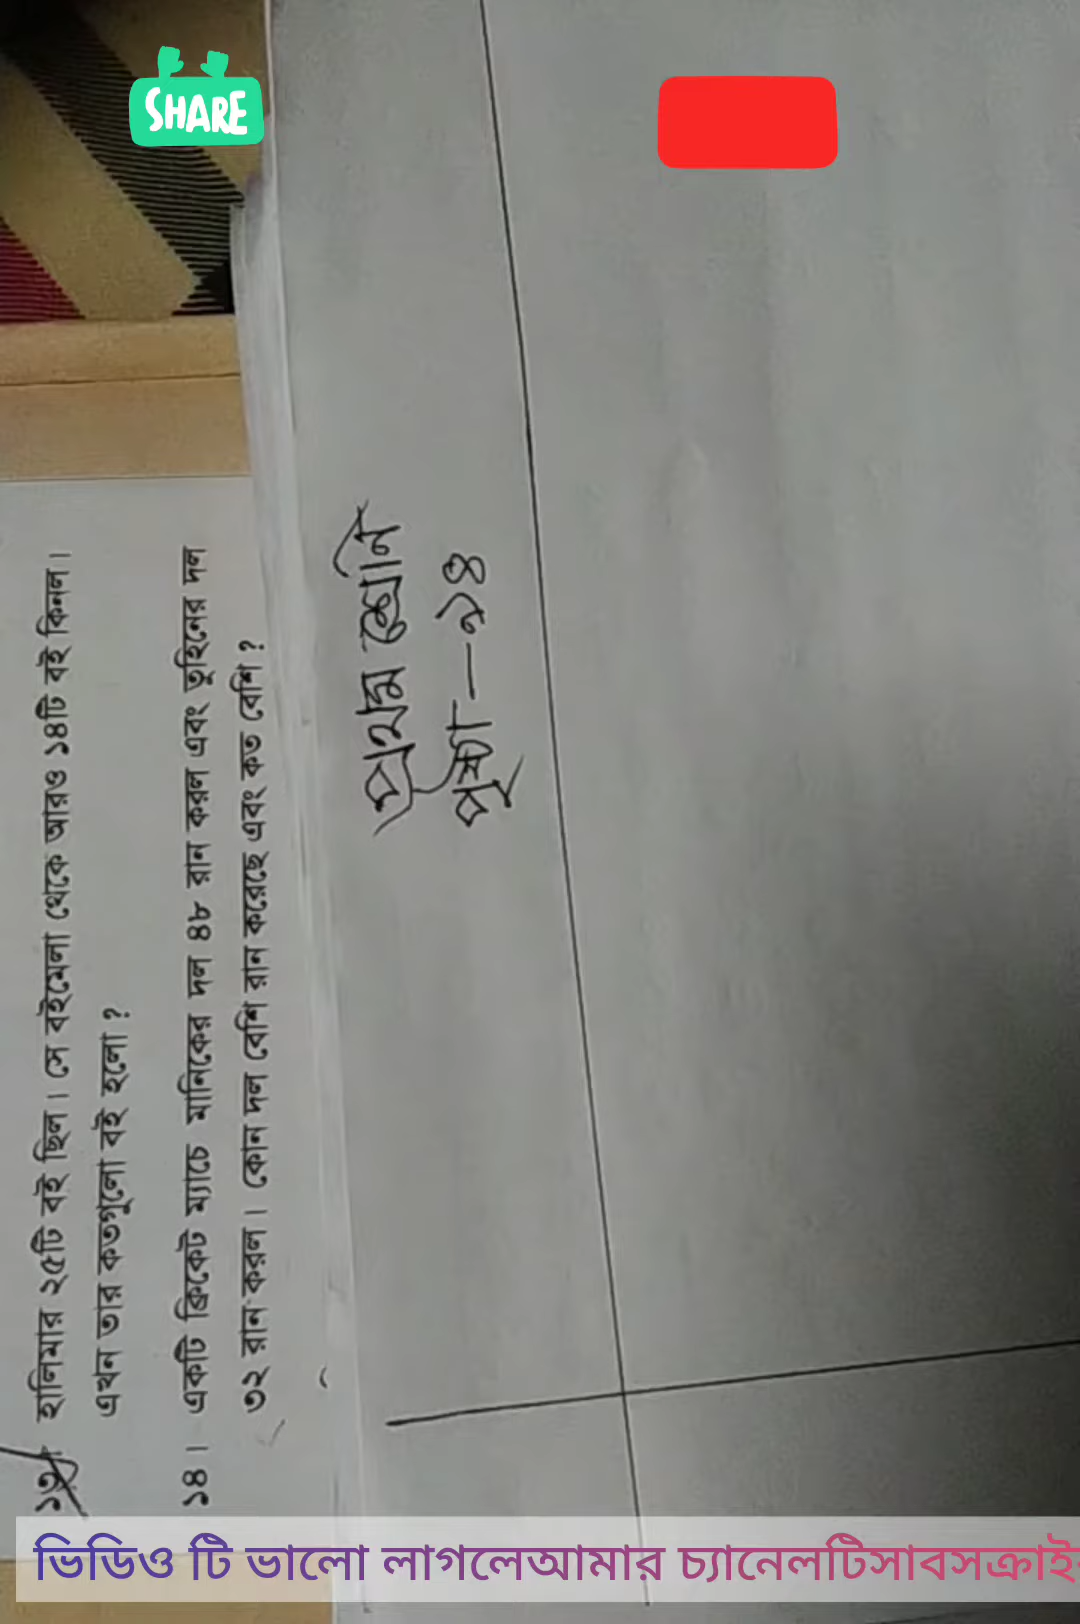 SHARE
১৩। হালিমার ২৫টি বই ছিল। সে বইমেলা থেকে আরও ১৪টি বই কিনল।
এখন তার কতগুলো বই হলো?
১৪। একটি ক্রিকেট ম্যাচে মানিকের দল ৪৮ রান করল এবং তুহিনের দল
৩২ রান করল। কোন দল বেশি রান করেছে এবং কত বেশি?
প্রথম শ্রেনি
পৃষ্ঠা—৭৪
ভিডিও টি ভালো লাগলেআমার চ্যানেলটিসাবসক্রাই